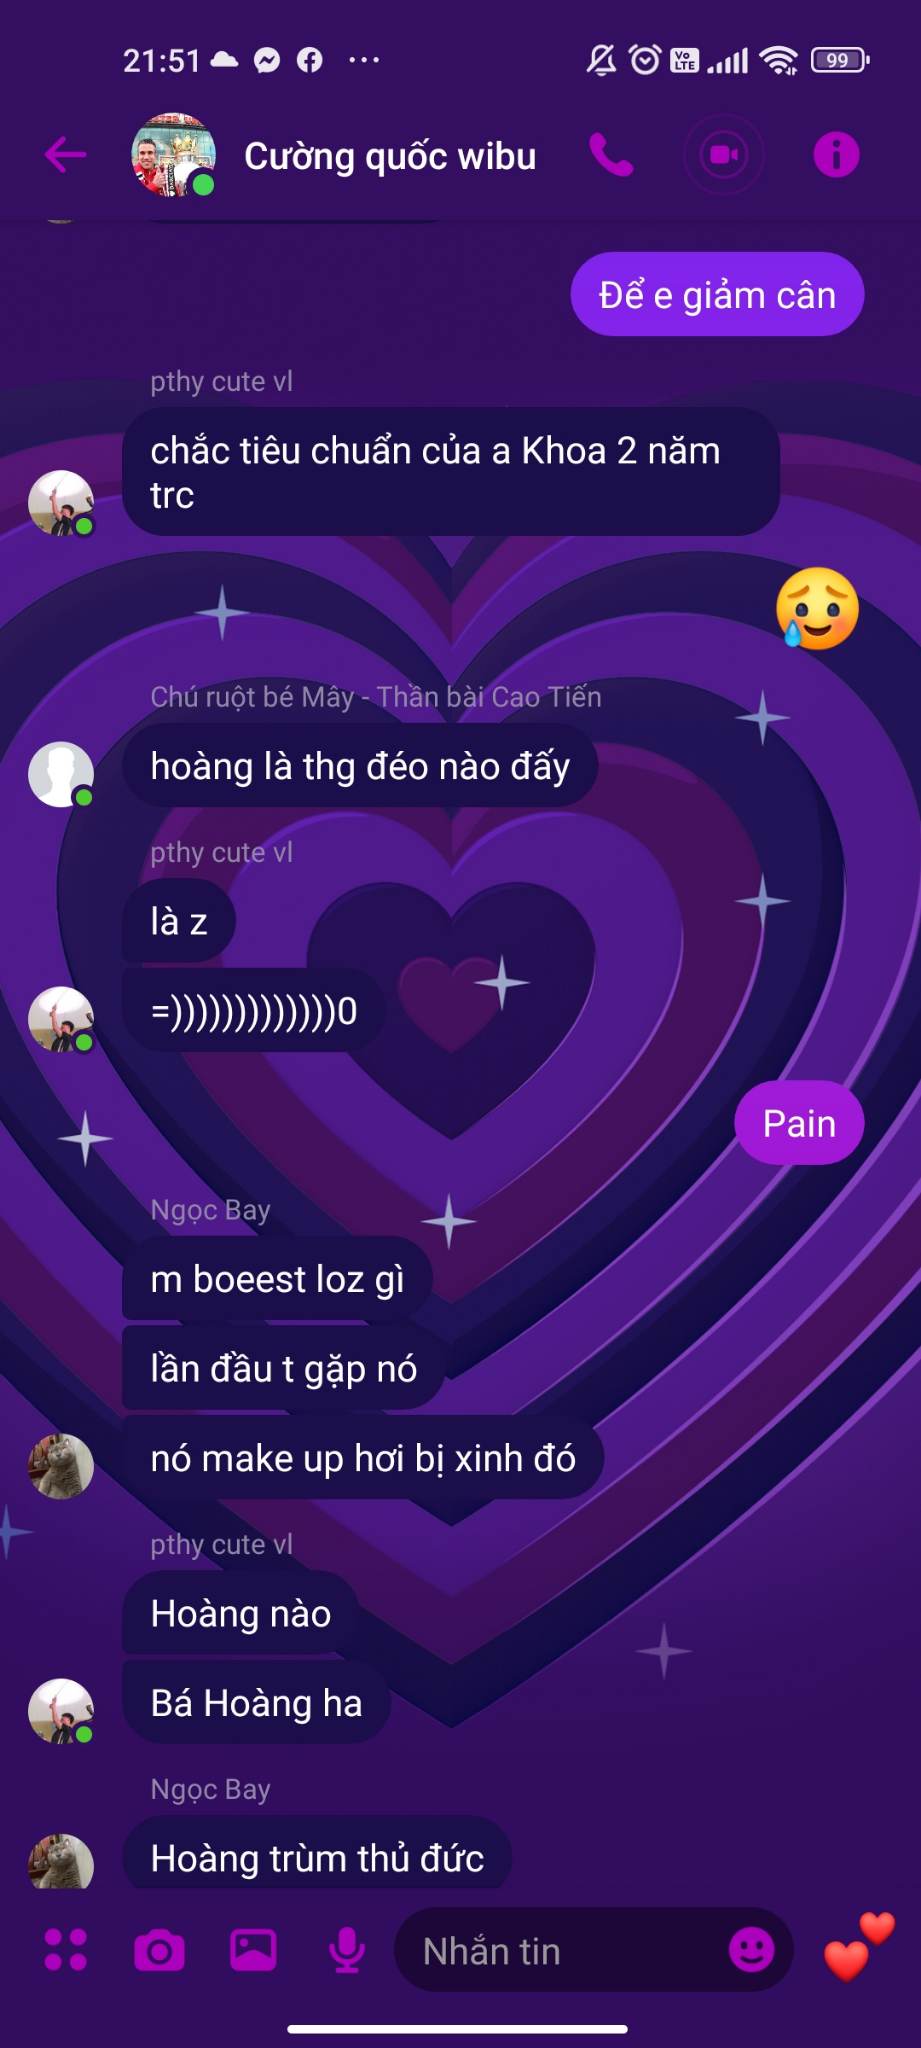 21:51
Vo
LTE
99
Cường quốc wibu
Để e giảm cân
pthy cute vl
chắc tiêu chuẩn của a Khoa 2 năm
trc
Chú ruột bé Mây - Thần bài Cao Tiến
hoàng là thg đéo nào đấy
pthy cute vl
là z
=)))))))))))))0
Pain
Ngọc Bay
m boeest loz gì
lần đầu t gặp nó
nó make up hơi bị xinh đó
pthy cute vl
Hoàng nào
Bá Hoàng ha
Ngọc Bay
Hoàng trùm thủ đức
Nhắn tin